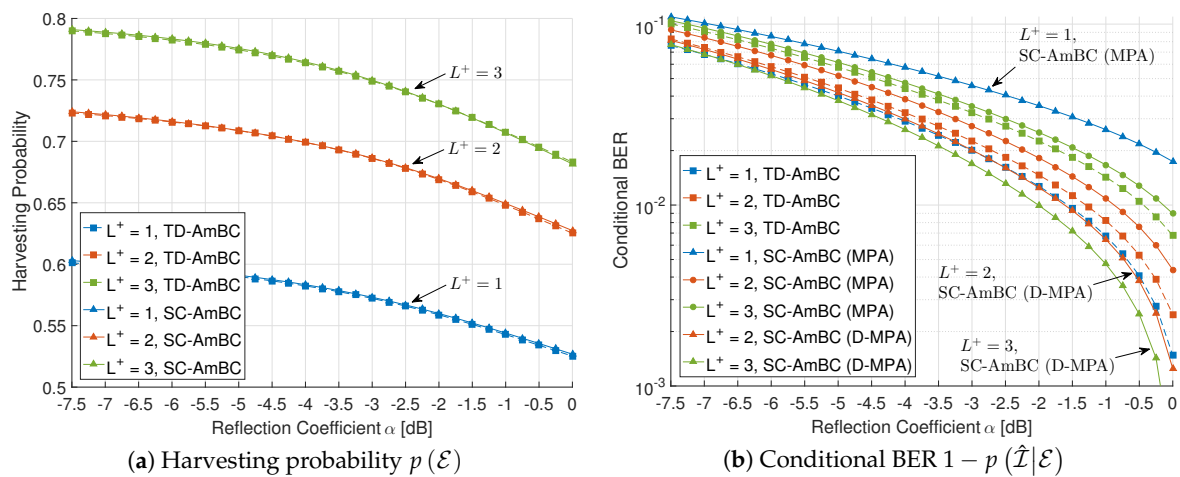 0.8
0.75
0.7
0.65
0.6
0.55
0.5
Harvesting Probability
L⁺ = 3
L⁺ = 2
L⁺ = 1
L⁺ = 1, TD-AmBC
L⁺ = 2, TD-AmBC
L⁺ = 3, TD-AmBC
L⁺ = 1, SC-AmBC
L⁺ = 2, SC-AmBC
L⁺ = 3, SC-AmBC
-7.5 -7 -6.5 -6 -5.5 -5 -4.5 -4 -3.5 -3 -2.5 -2 -1.5 -1 -0.5 0
Reflection Coefficient α [dB]
(a) Harvesting probability p (ℰ)
10⁻¹
10⁻²
10⁻³
Conditional BER
L⁺ = 1,
SC-AmBC (MPA)
L⁺ = 1, TD-AmBC
L⁺ = 2, TD-AmBC
L⁺ = 3, TD-AmBC
L⁺ = 1, SC-AmBC (MPA)
L⁺ = 2, SC-AmBC (MPA)
L⁺ = 3, SC-AmBC (MPA)
L⁺ = 2, SC-AmBC (D-MPA)
L⁺ = 3, SC-AmBC (D-MPA)
L⁺ = 2,
SC-AmBC (D-MPA)
L⁺ = 3,
SC-AmBC (D-MPA)
-7.5 -7 -6.5 -6 -5.5 -5 -4.5 -4 -3.5 -3 -2.5 -2 -1.5 -1 -0.5 0
Reflection Coefficient α [dB]
(b) Conditional BER 1 − p (ℐ̂|ℰ)